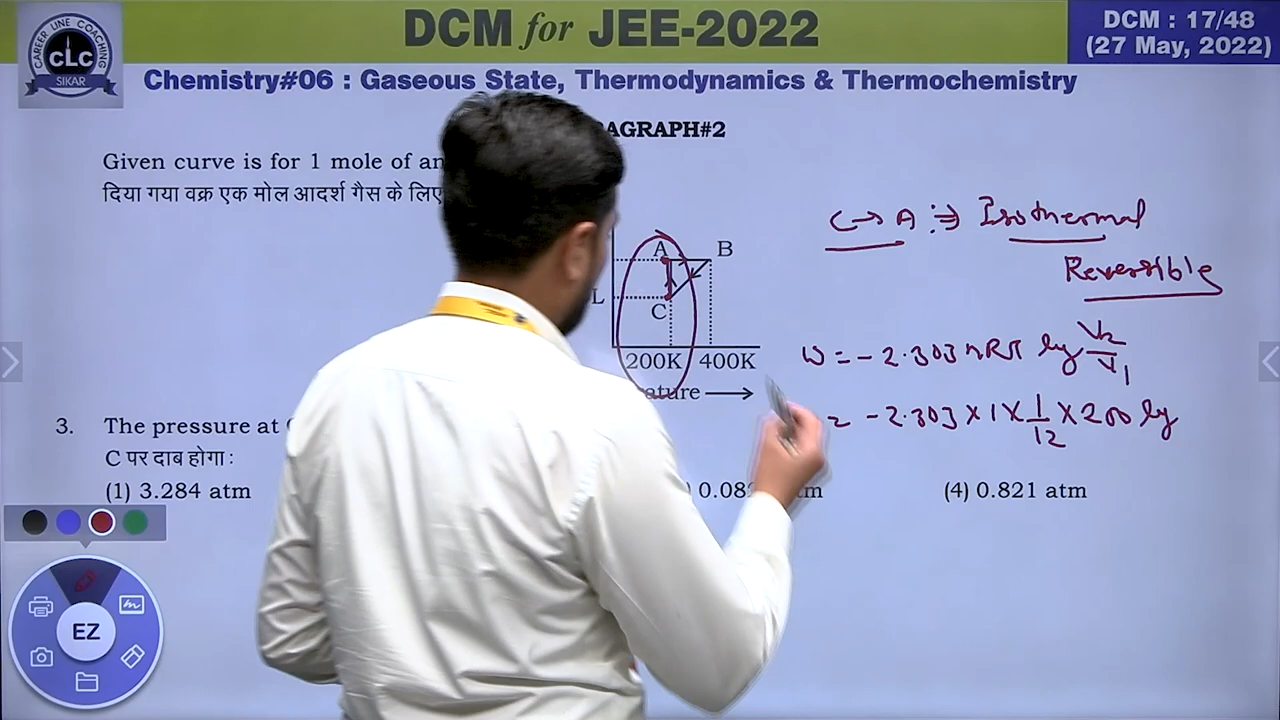 DCM for JEE-2022
DCM : 17/48
(27 May, 2022)
CAREER LINE COACHING
CLC
SIKAR
Chemistry#06 : Gaseous State, Thermodynamics & Thermochemistry
AGRAPH#2
Given curve is for 1 mole of an
दिया गया वक्र एक मोल आदर्श गैस के लिए
C → A :⇒ Isothermal
Reversible
A B
L
C
200K 400K
W = -2.303 nRT log V2/V1
= -2.303 × 1 × 1/12 × 200 log
3. The pressure at
C पर दाब होगा :
(1) 3.284 atm
(4) 0.821 atm
EZ